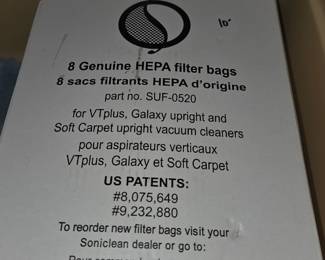 10'
8 Genuine HEPA filter bags
8 sacs filtrants HEPA d'origine
part no. SUF-0520
for VTplus, Galaxy upright and
Soft Carpet upright vacuum cleaners
pour aspirateurs verticaux
VTplus, Galaxy et Soft Carpet
US PATENTS:
#8,075,649
#9,232,880
To reorder new filter bags visit your
Soniclean dealer or go to: